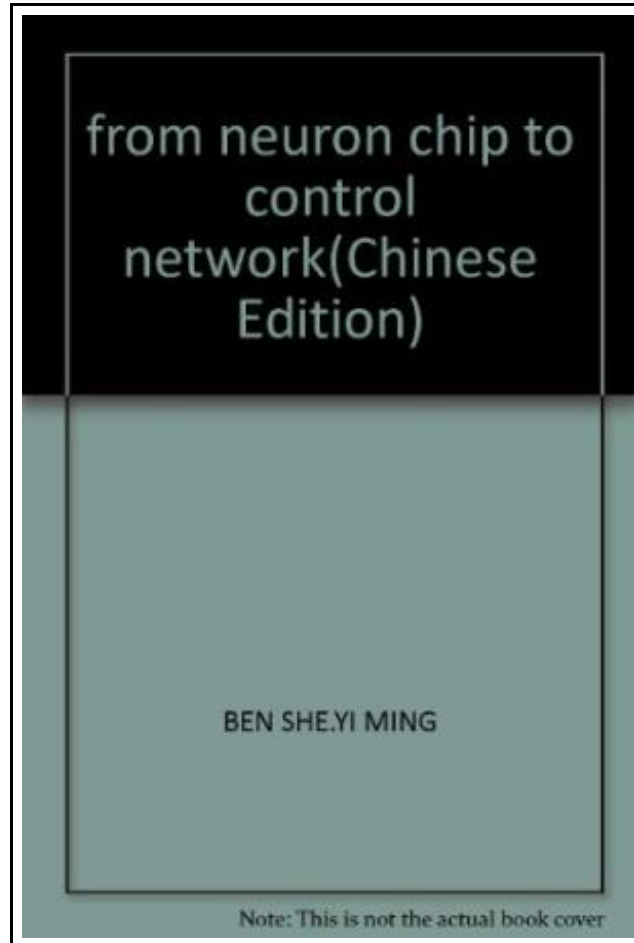 from neuron chip to
control
network(Chinese
Edition)
BEN SHE.YI MING
Note: This is not the actual book cover